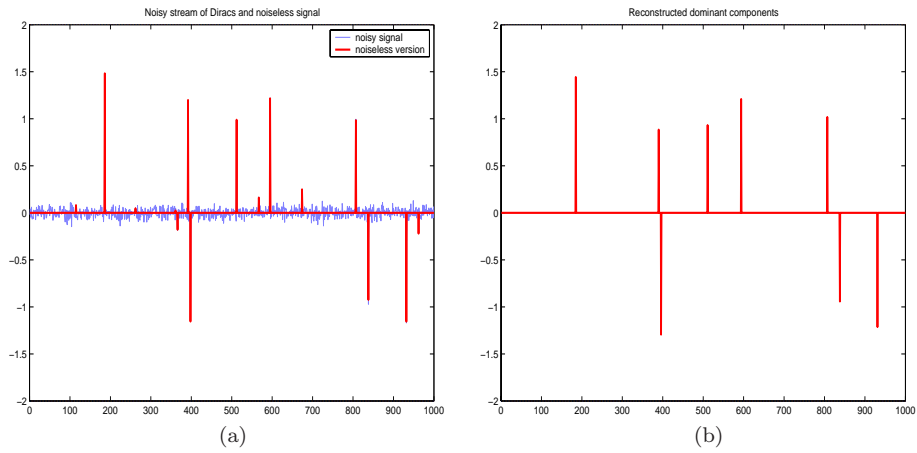 Noisy stream of Diracs and noiseless signal
noisy signal
noiseless version
2
1.5
1
0.5
0
−0.5
−1
−1.5
−2
0 100 200 300 400 500 600 700 800 900 1000
(a)
Reconstructed dominant components
2
1.5
1
0.5
0
−0.5
−1
−1.5
−2
0 100 200 300 400 500 600 700 800 900 1000
(b)